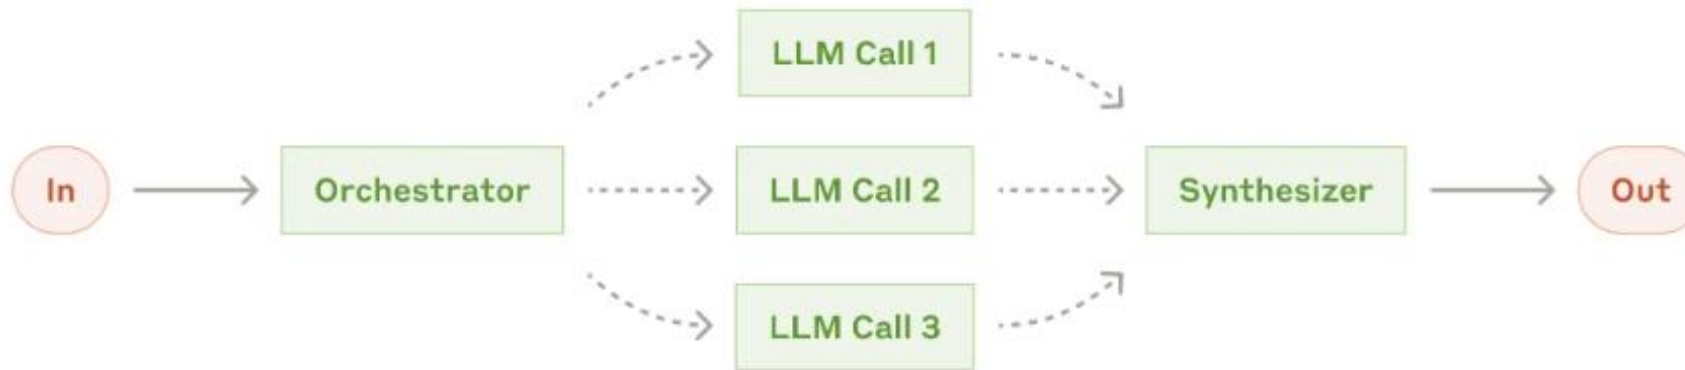 In
Orchestrator
LLM Call 1
LLM Call 2
LLM Call 3
Synthesizer
Out